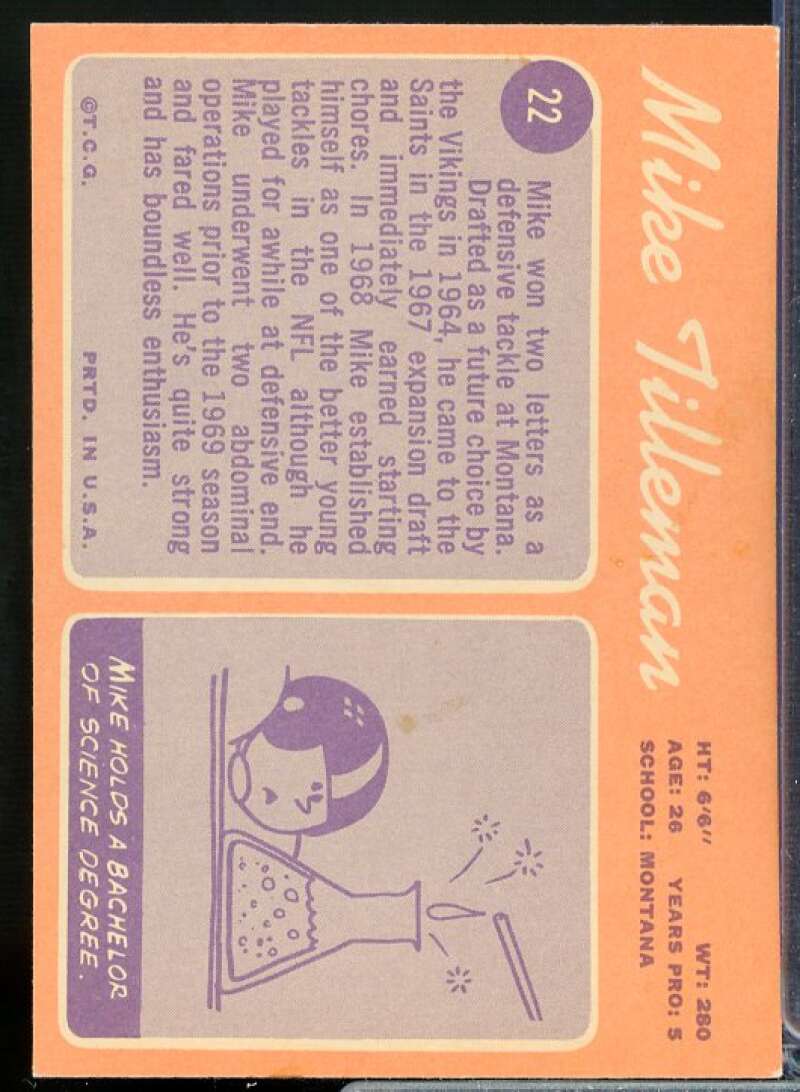 Mike Tilleman
HT: 6'6" WT: 280
AGE: 26 YEARS PRO: 5
SCHOOL: MONTANA
22
Mike won two letters as a
defensive tackle at Montana.
Drafted as a future choice by
the Vikings in 1964, he came to the
Saints in the 1967 expansion draft
and immediately earned starting
chores. In 1968 Mike established
himself as one of the better young
tackles in the NFL although he
played for awhile at defensive end.
Mike underwent two abdominal
operations prior to the 1969 season
and fared well. He's quite strong
and has boundless enthusiasm.
©T.C.G. PRTD. IN U.S.A.
MIKE HOLDS A BACHELOR
OF SCIENCE DEGREE.